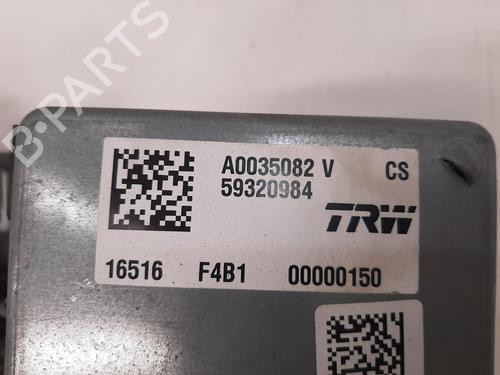 B-PARTS
A0035082 V CS
59320984
TRW
16516 F4B1 00000150